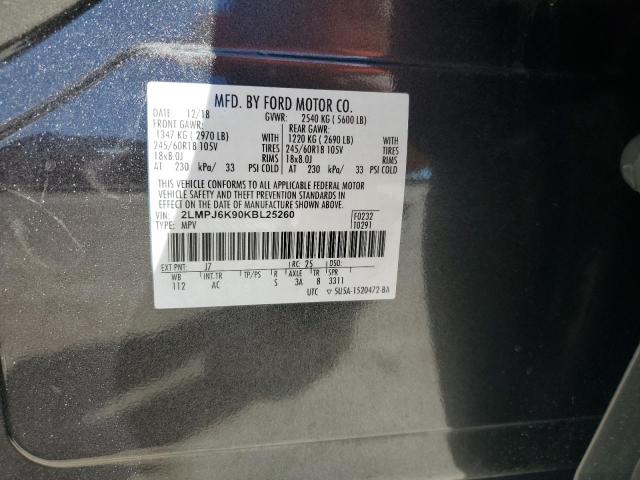 MFD. BY FORD MOTOR CO.
DATE: 12/18 GVWR: 2540 KG ( 5600 LB)
FRONT GAWR: REAR GAWR:
1347 KG ( 2970 LB) WITH 1220 KG ( 2690 LB) WITH
245/60R18 105V TIRES 245/60R18 105V TIRES
18x8.0J RIMS 18x8.0J RIMS
AT 230 kPa/ 33 PSI COLD AT 230 kPa/ 33 PSI COLD
THIS VEHICLE CONFORMS TO ALL APPLICABLE FEDERAL MOTOR
VEHICLE SAFETY AND THEFT PREVENTION STANDARDS IN
EFFECT ON THE DATE OF MANUFACTURE SHOWN ABOVE.
VIN: 2LMPJ6K90KBL25260 F0232
TYPE: MPV T0291
EXT PNT: J7 RC: 25 DSO:
WB INT.TR TP/PS R AXLE TR SPR
112 AC S 3A 8 3311
UTC ▽ 5U5A-1520472-BA